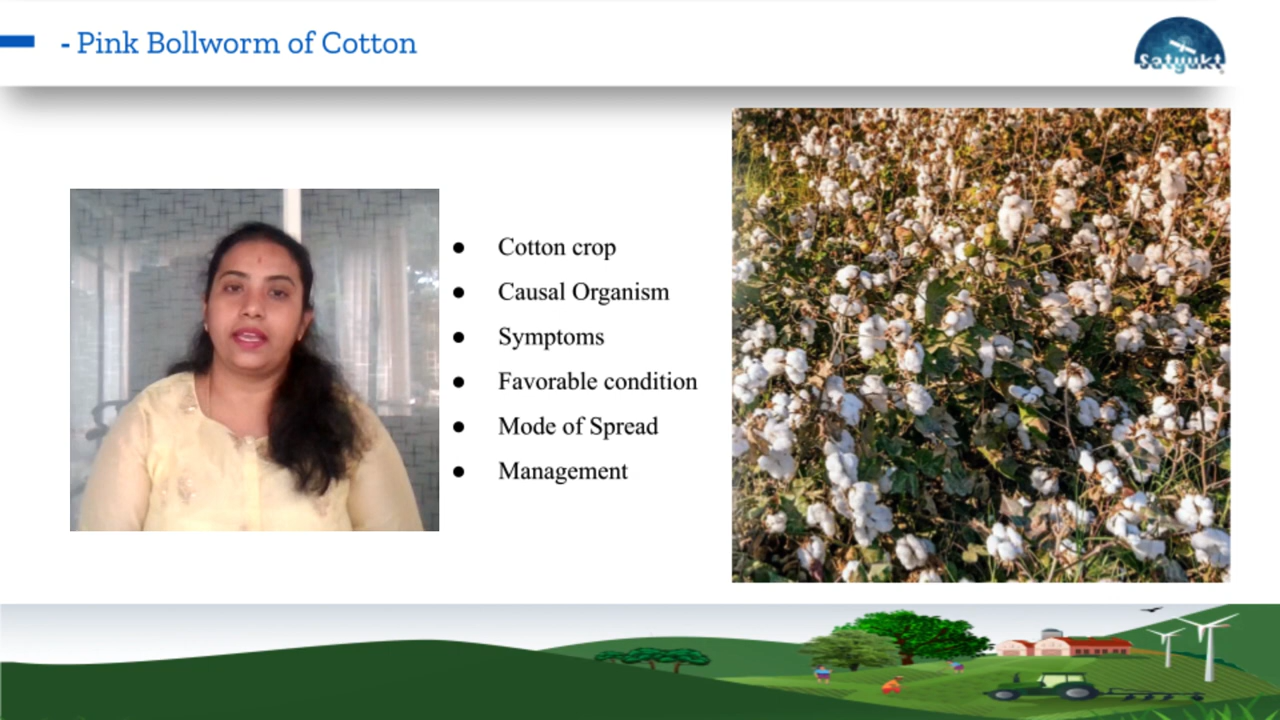 - Pink Bollworm of Cotton
Satyukt
● Cotton crop
● Causal Organism
● Symptoms
● Favorable condition
● Mode of Spread
● Management